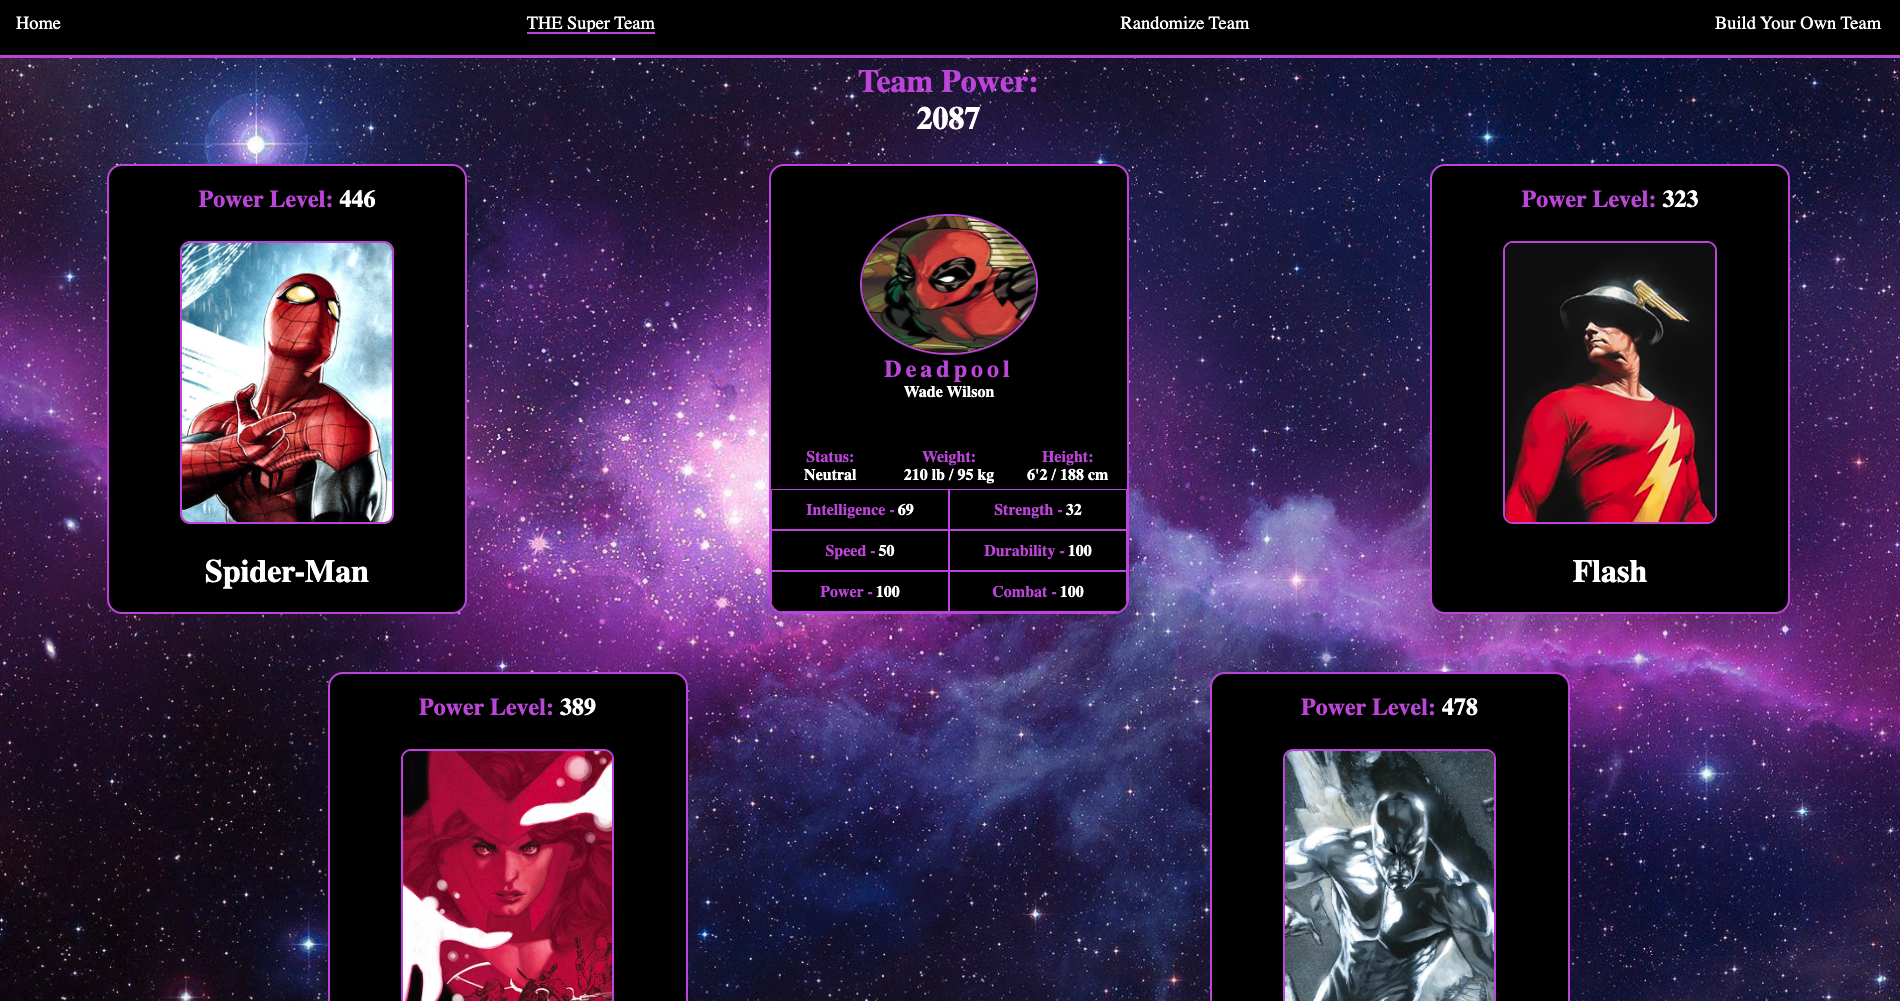 Home
THE Super Team
Randomize Team
Build Your Own Team
Team Power:
2087
Power Level: 446
Spider-Man
Deadpool
Wade Wilson
Status:
Neutral
Weight:
210 lb / 95 kg
Height:
6'2 / 188 cm
Intelligence - 69
Strength - 32
Speed - 50
Durability - 100
Power - 100
Combat - 100
Power Level: 323
Flash
Power Level: 389
Power Level: 478